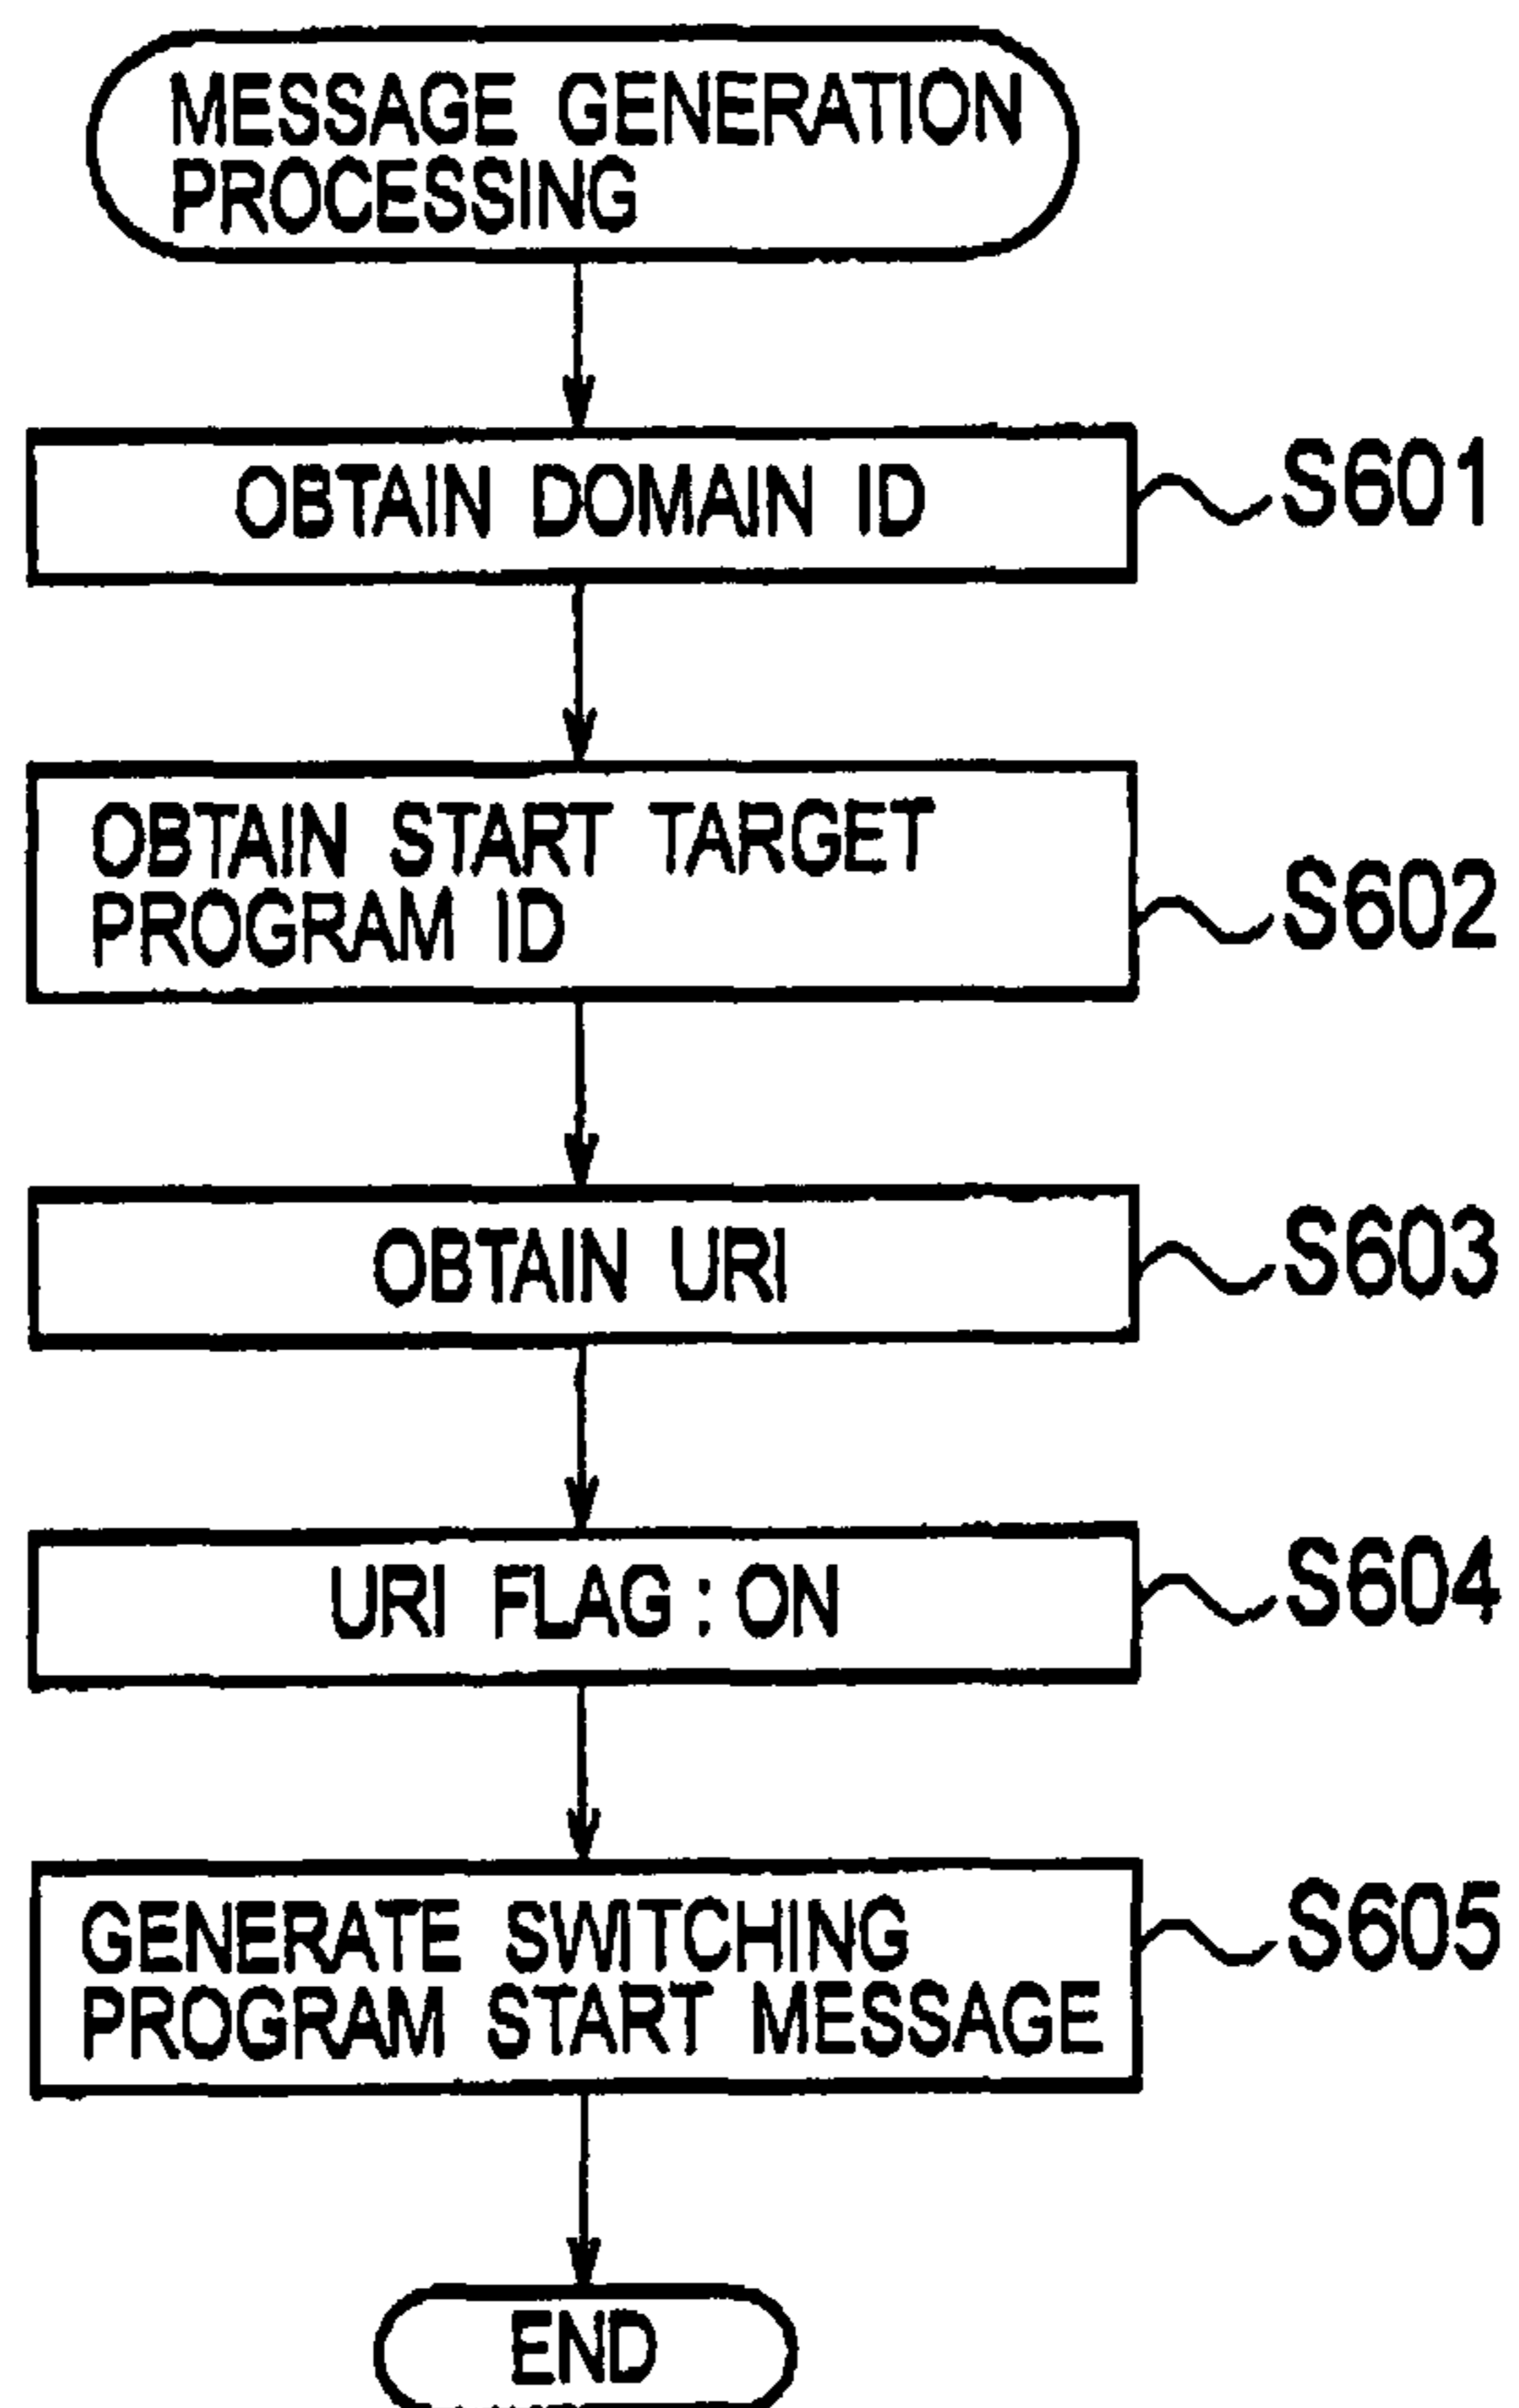 MESSAGE GENERATION
PROCESSING
OBTAIN DOMAIN ID
S601
OBTAIN START TARGET
PROGRAM ID
S602
OBTAIN URI
S603
URI FLAG:ON
S604
GENERATE SWITCHING
PROGRAM START MESSAGE
S605
END